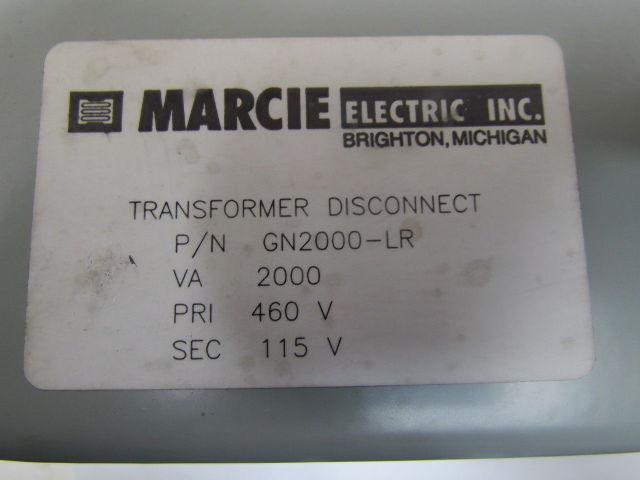 MARCIE ELECTRIC INC.
BRIGHTON, MICHIGAN
TRANSFORMER DISCONNECT
P/N GN2000-LR
VA 2000
PRI 460 V
SEC 115 V